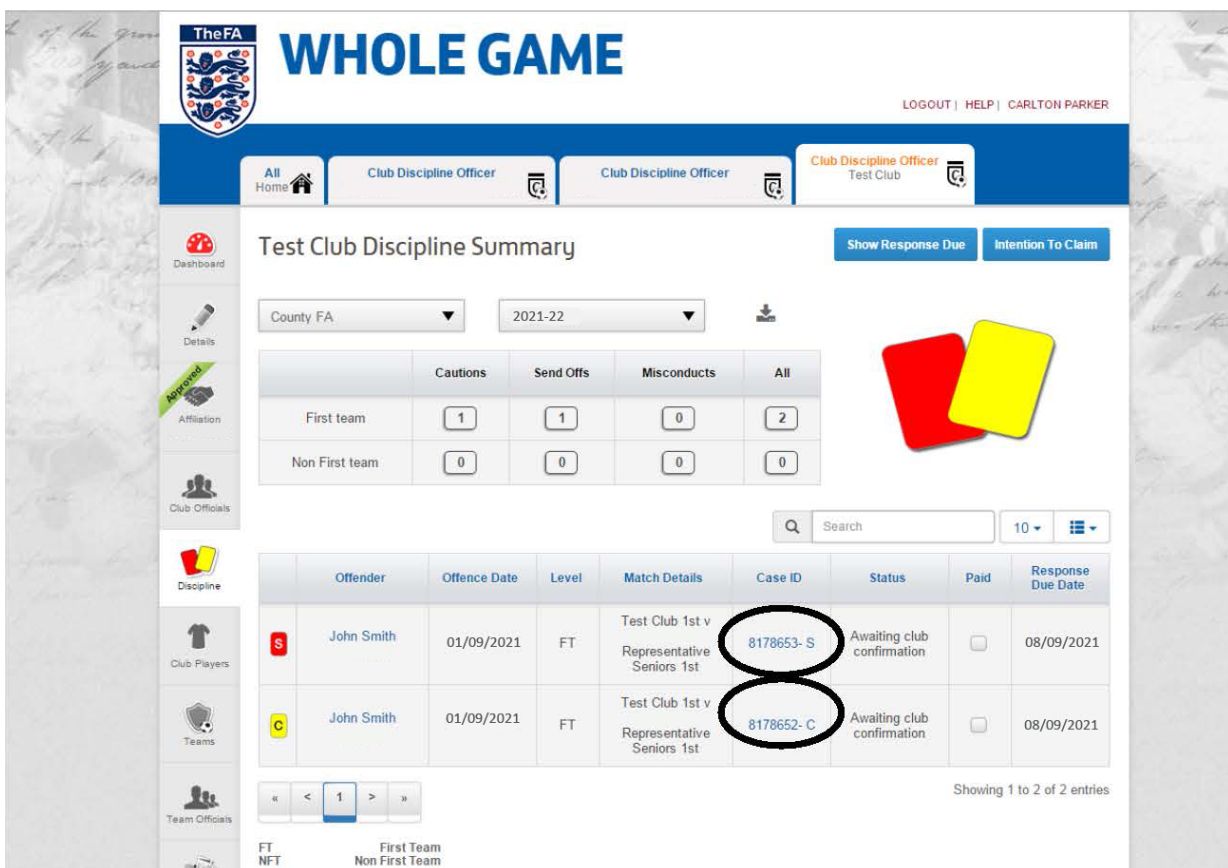 TheFA
WHOLE GAME
LOGOUT | HELP | CARLTON PARKER
All
Home
Club Discipline Officer
Club Discipline Officer
Club Discipline Officer
Test Club
Dashboard
Details
Approved
Affiliation
Club Officials
Discipline
Club Players
Teams
Team Officials
Test Club Discipline Summary
Show Response Due
Intention To Claim
County FA
2021-22
Cautions Send Offs Misconducts All
First team 1 1 0 2
Non First team 0 0 0 0
Search
10
Offender Offence Date Level Match Details Case ID Status Paid Response
Due Date
S John Smith 01/09/2021 FT Test Club 1st v
Representative
Seniors 1st
8178653- S Awaiting club
confirmation
08/09/2021
C John Smith 01/09/2021 FT Test Club 1st v
Representative
Seniors 1st
8178652- C Awaiting club
confirmation
08/09/2021
« < 1 > »
Showing 1 to 2 of 2 entries
FT First Team
NFT Non First Team